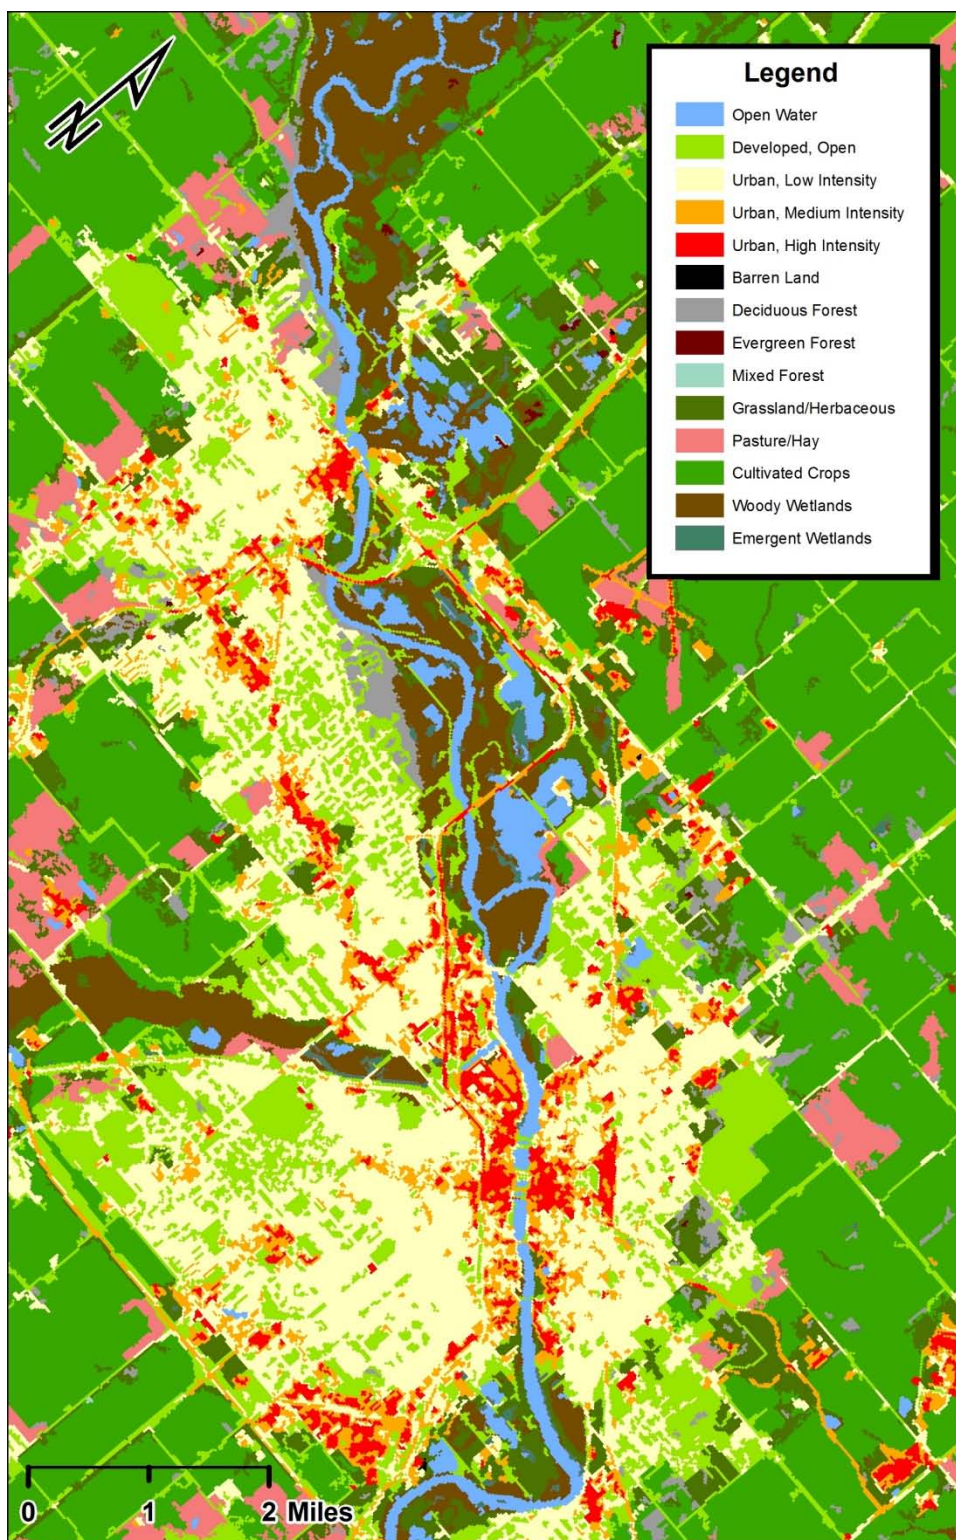 N
Legend
Open Water
Developed, Open
Urban, Low Intensity
Urban, Medium Intensity
Urban, High Intensity
Barren Land
Deciduous Forest
Evergreen Forest
Mixed Forest
Grassland/Herbaceous
Pasture/Hay
Cultivated Crops
Woody Wetlands
Emergent Wetlands
0 1 2 Miles